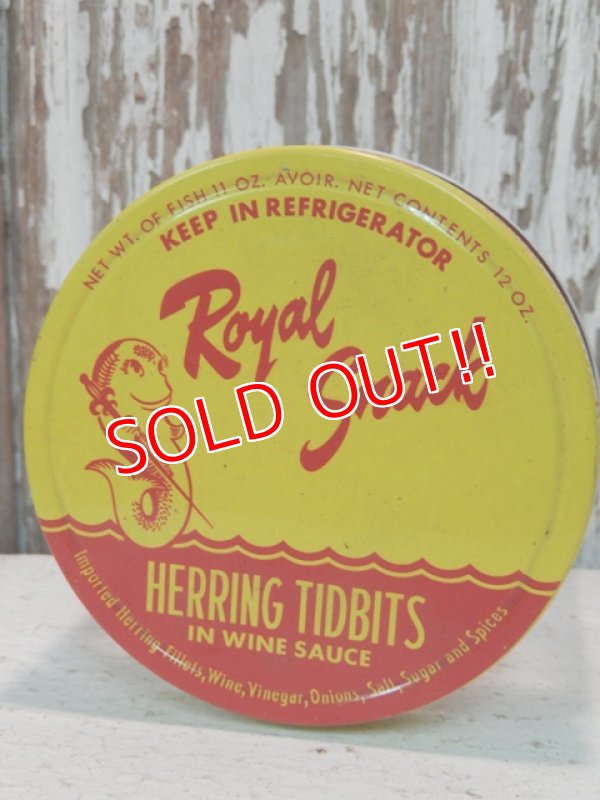 NET WT. OF FISH 11 OZ. AVOIR. NET CONTENTS 12 OZ.
KEEP IN REFRIGERATOR
Royal
Snack
SOLD OUT!!
HERRING TIDBITS
IN WINE SAUCE
Imported Herring Fillets, Wine, Vinegar, Onions, Salt, Sugar and Spices